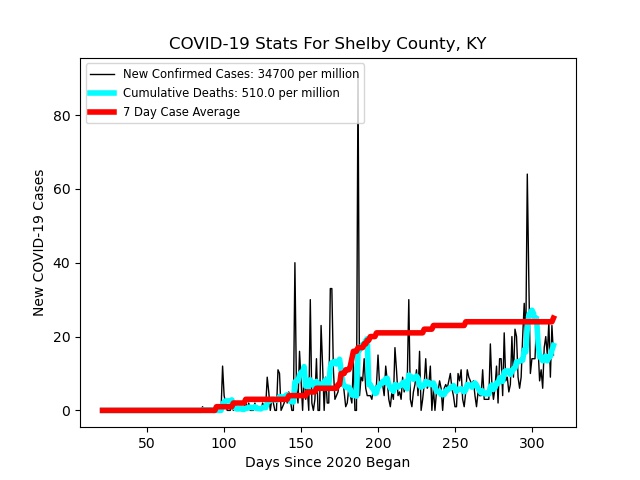 COVID-19 Stats For Shelby County, KY
New Confirmed Cases: 34700 per million
Cumulative Deaths: 510.0 per million
7 Day Case Average
New COVID-19 Cases
80
60
40
20
0
50 100 150 200 250 300
Days Since 2020 Began